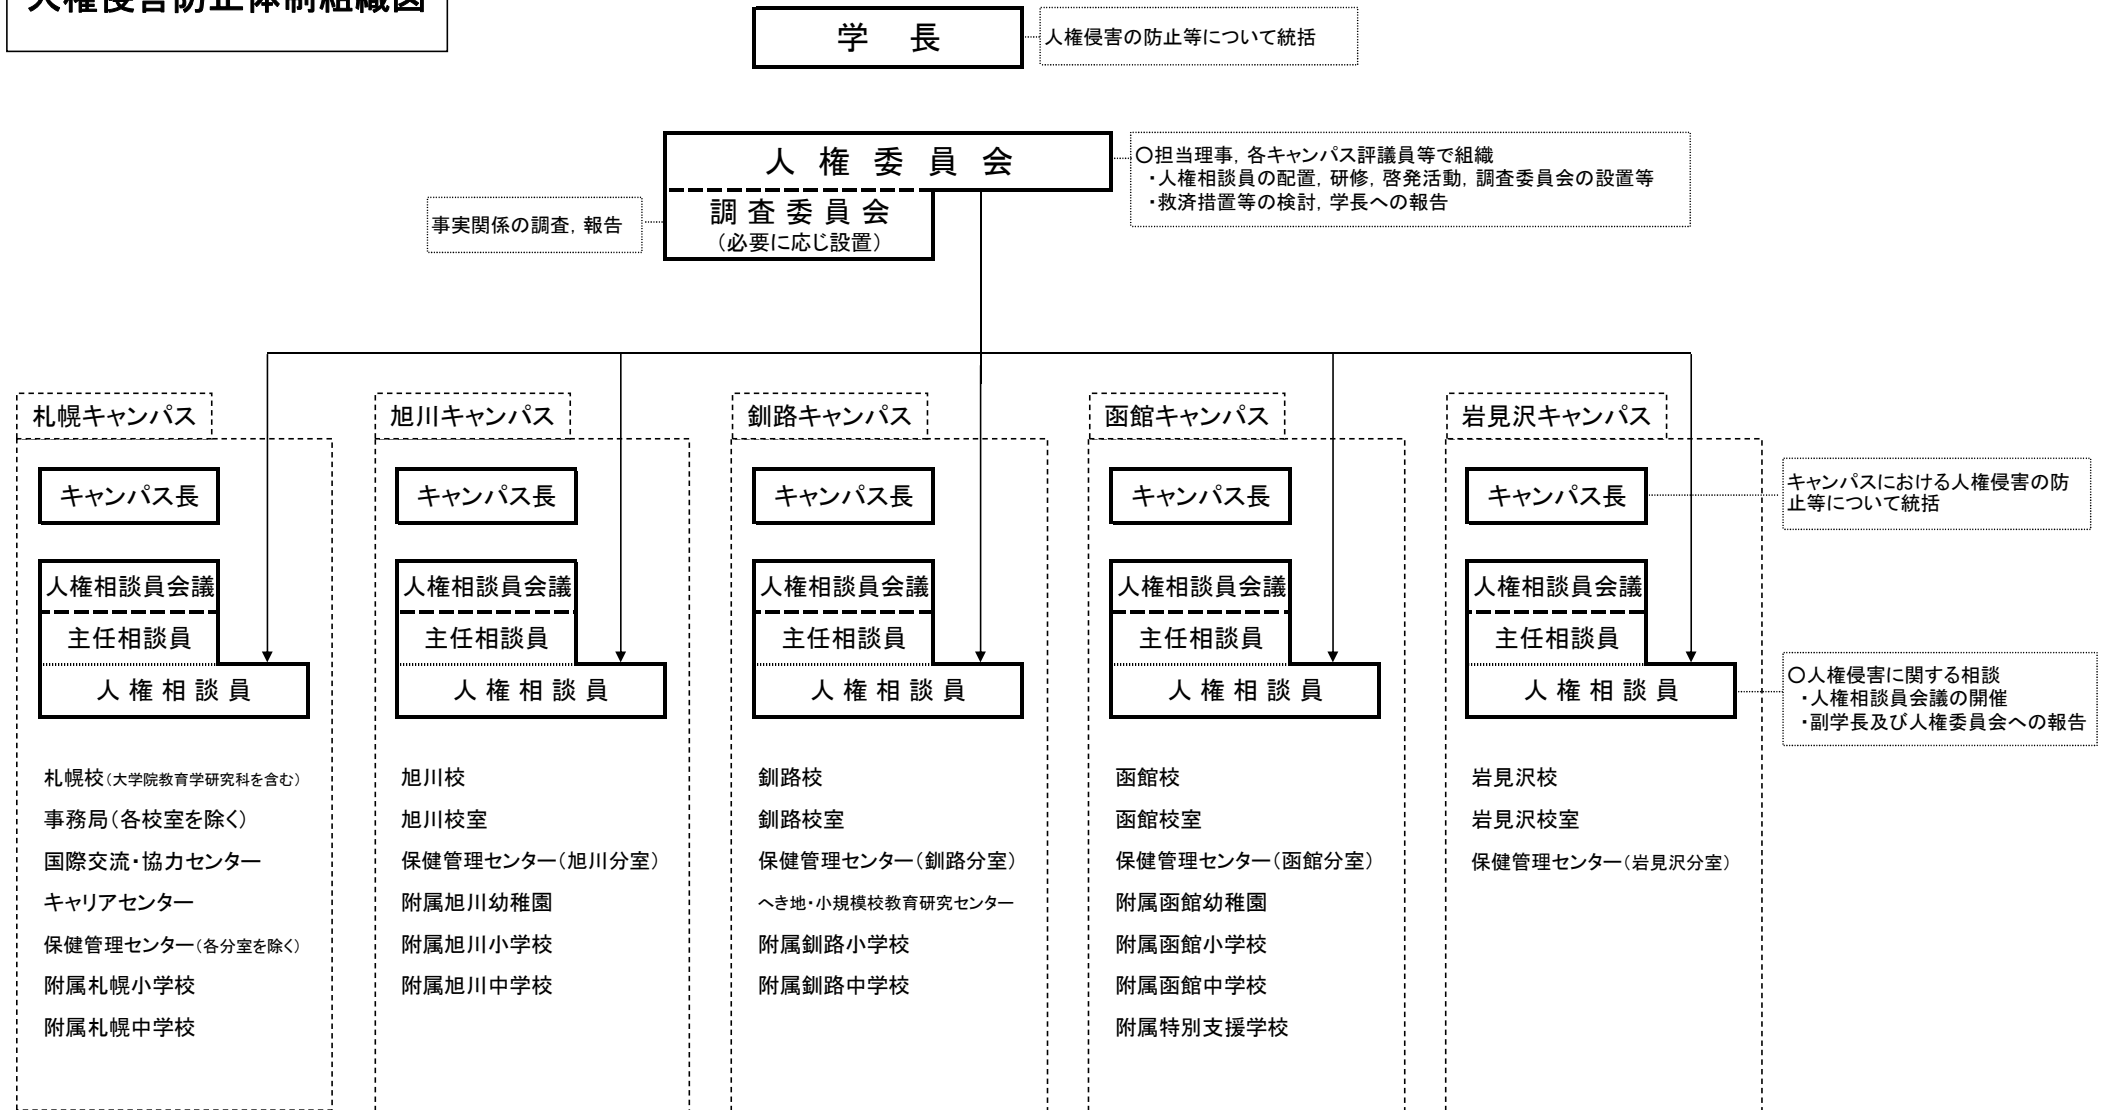 人権侵害防止体制組織図
学　長
人権侵害の防止等について統括
人 権 委 員 会
○担当理事，各キャンパス評議員等で組織
・人権相談員の配置，研修，啓発活動，調査委員会の設置等
・救済措置等の検討，学長への報告
調 査 委 員 会
（必要に応じ設置）
事実関係の調査，報告
札幌キャンパス
キャンパス長
人権相談員会議
主任相談員
人 権 相 談 員
札幌校（大学院教育学研究科を含む）
事務局（各校室を除く）
国際交流・協力センター
キャリアセンター
保健管理センター（各分室を除く）
附属札幌小学校
附属札幌中学校
旭川キャンパス
キャンパス長
人権相談員会議
主任相談員
人 権 相 談 員
旭川校
旭川校室
保健管理センター（旭川分室）
附属旭川幼稚園
附属旭川小学校
附属旭川中学校
釧路キャンパス
キャンパス長
人権相談員会議
主任相談員
人 権 相 談 員
釧路校
釧路校室
保健管理センター（釧路分室）
へき地・小規模校教育研究センター
附属釧路小学校
附属釧路中学校
函館キャンパス
キャンパス長
人権相談員会議
主任相談員
人 権 相 談 員
函館校
函館校室
保健管理センター（函館分室）
附属函館幼稚園
附属函館小学校
附属函館中学校
附属特別支援学校
岩見沢キャンパス
キャンパス長
人権相談員会議
主任相談員
人 権 相 談 員
岩見沢校
岩見沢校室
保健管理センター（岩見沢分室）
キャンパスにおける人権侵害の防
止等について統括
○人権侵害に関する相談
・人権相談員会議の開催
・副学長及び人権委員会への報告